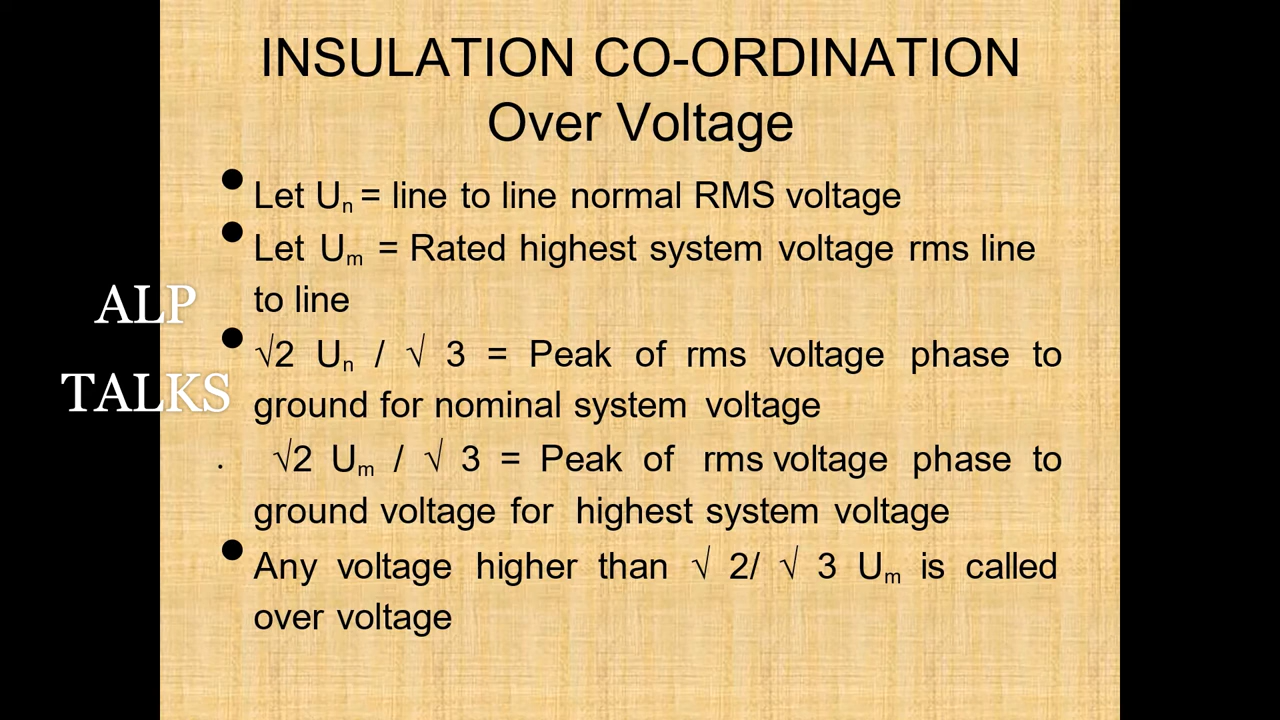 INSULATION CO-ORDINATION
Over Voltage
• Let Un = line to line normal RMS voltage
• Let Um = Rated highest system voltage rms line
to line
• √2 Un / √ 3 = Peak of rms voltage phase to
ground for nominal system voltage
. √2 Um / √ 3 = Peak of rms voltage phase to
ground voltage for highest system voltage
• Any voltage higher than √ 2/ √ 3 Um is called
over voltage
ALP
TALKS